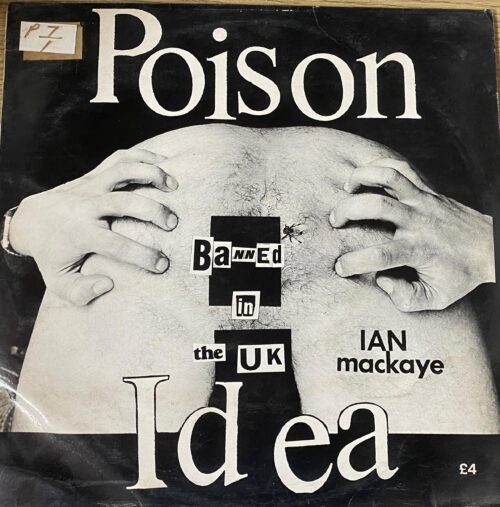 P I
1
Poison
Banned
in
the UK
IAN
mackaye
Idea
£4